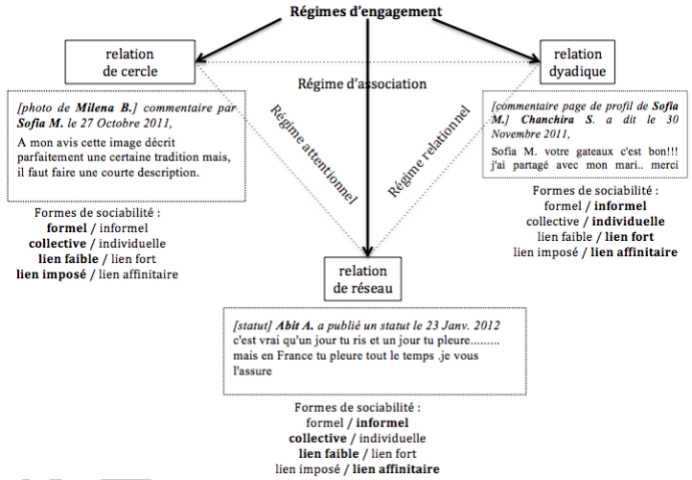 Régimes d'engagement
relation
de cercle
relation
dyadique
Régime d'association
Régime attentionnel
Régime relationnel
[photo de Milena B.] commentaire par
Sofia M. le 27 Octobre 2011,
A mon avis cette image décrit
parfaitement une certaine tradition mais,
il faut faire une courte description.
[commentaire page de profil de Sofia
M.] Chanchira S. a dit le 30
Novembre 2011,
Sofia M. votre gateaux c'est bon!!!
j'ai partagé avec mon mari.. merci
Formes de sociabilité :
formel / informel
collective / individuelle
lien faible / lien fort
lien imposé / lien affinitaire
Formes de sociabilité :
formel / informel
collective / individuelle
lien faible / lien fort
lien imposé / lien affinitaire
relation
de réseau
[statut] Abit A. a publié un statut le 23 Janv. 2012
c'est vrai qu'un jour tu ris et un jour tu pleure.........
mais en France tu pleure tout le temps .je vous
l'assure
Formes de sociabilité :
formel / informel
collective / individuelle
lien faible / lien fort
lien imposé / lien affinitaire